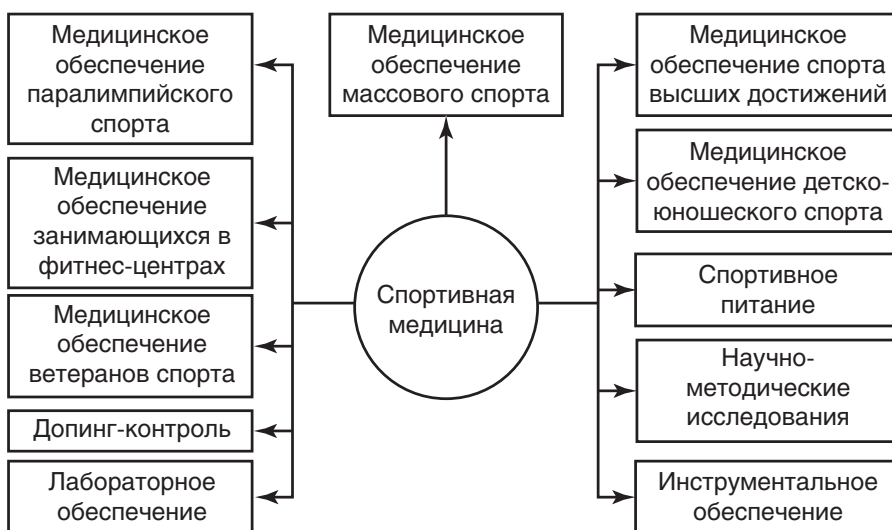 Медицинское
обеспечение
паралимпийского
спорта
Медицинское
обеспечение
занимающихся в
фитнес-центрах
Медицинское
обеспечение
ветеранов спорта
Допинг-контроль
Лабораторное
обеспечение
Медицинское
обеспечение
массового спорта
Спортивная
медицина
Медицинское
обеспечение спорта
высших достижений
Медицинское
обеспечение детско-
юношеского спорта
Спортивное
питание
Научно-
методические
исследования
Инструментальное
обеспечение